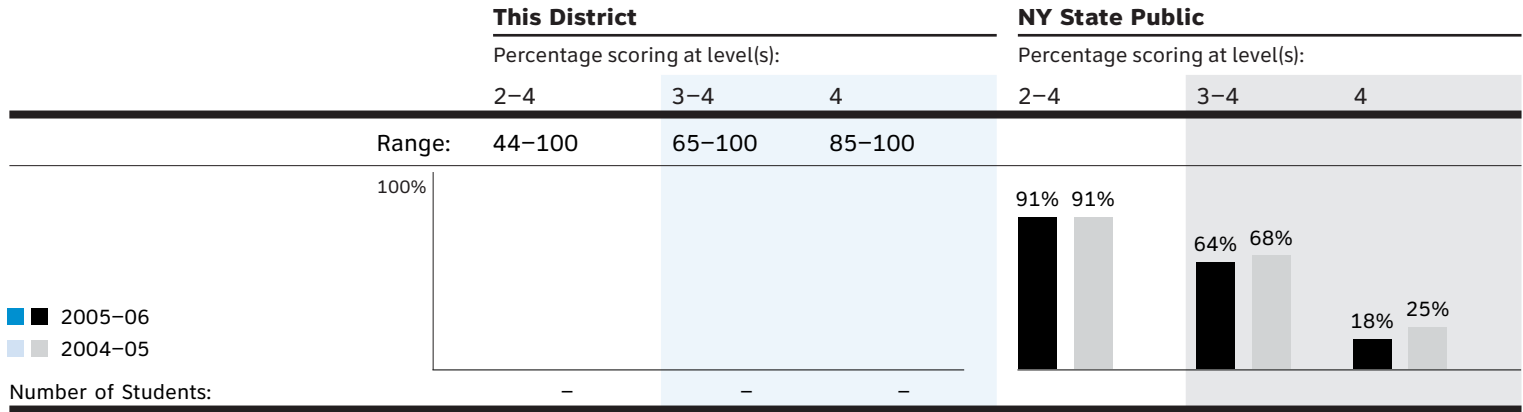 This District NY State Public
Percentage scoring at level(s): Percentage scoring at level(s):
2–4 3–4 4 2–4 3–4 4
Range: 44–100 65–100 85–100
100%
91% 91%
64% 68%
18% 25%
2005–06
2004–05
Number of Students: – – –